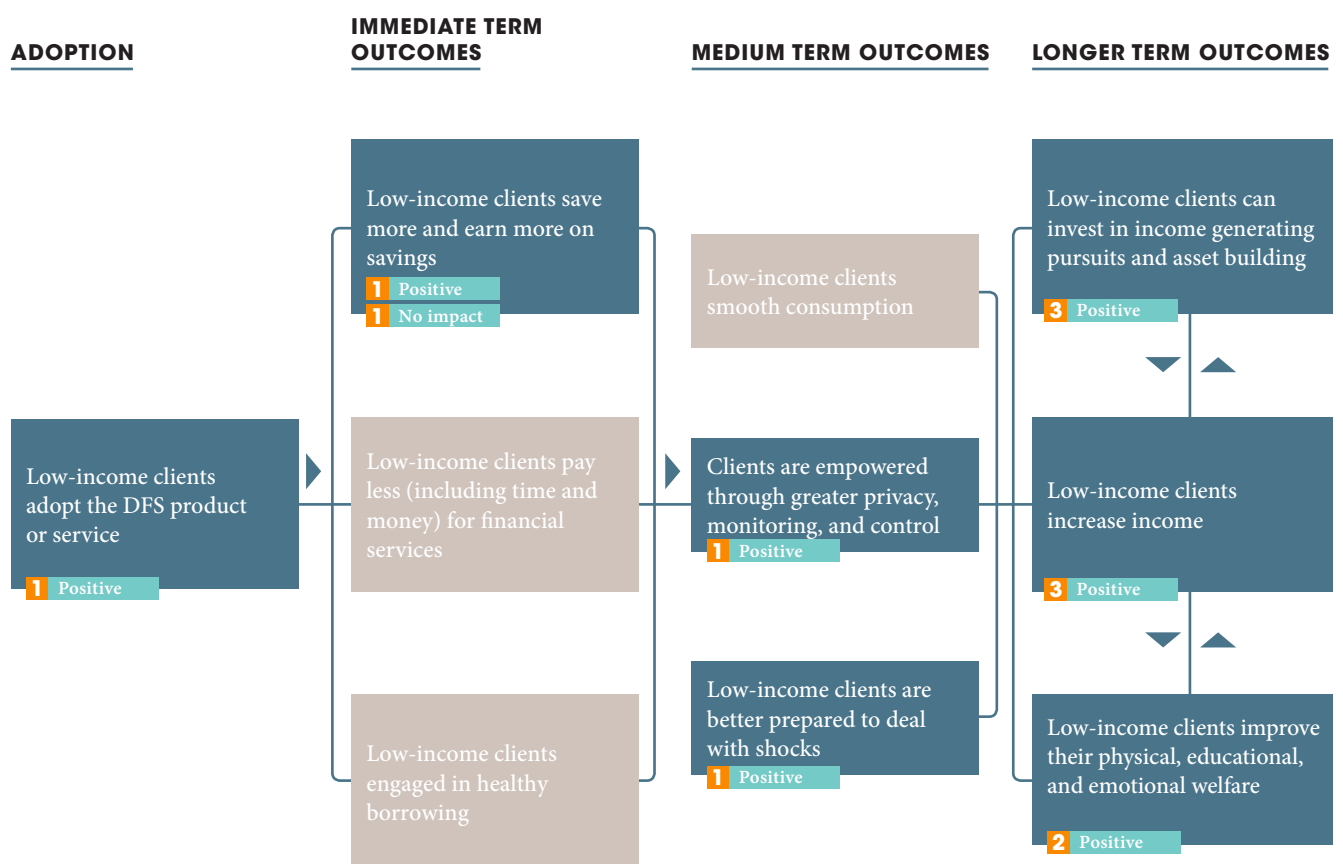 ADOPTION
IMMEDIATE TERM
OUTCOMES
MEDIUM TERM OUTCOMES
LONGER TERM OUTCOMES
Low-income clients
adopt the DFS product
or service
1 Positive
Low-income clients save
more and earn more on
savings
1 Positive
1 No impact
Low-income clients pay
less (including time and
money) for financial
services
Low-income clients
engaged in healthy
borrowing
Low-income clients
smooth consumption
Clients are empowered
through greater privacy,
monitoring, and control
1 Positive
Low-income clients are
better prepared to deal
with shocks
1 Positive
Low-income clients can
invest in income generating
pursuits and asset building
3 Positive
Low-income clients
increase income
3 Positive
Low-income clients improve
their physical, educational,
and emotional welfare
2 Positive